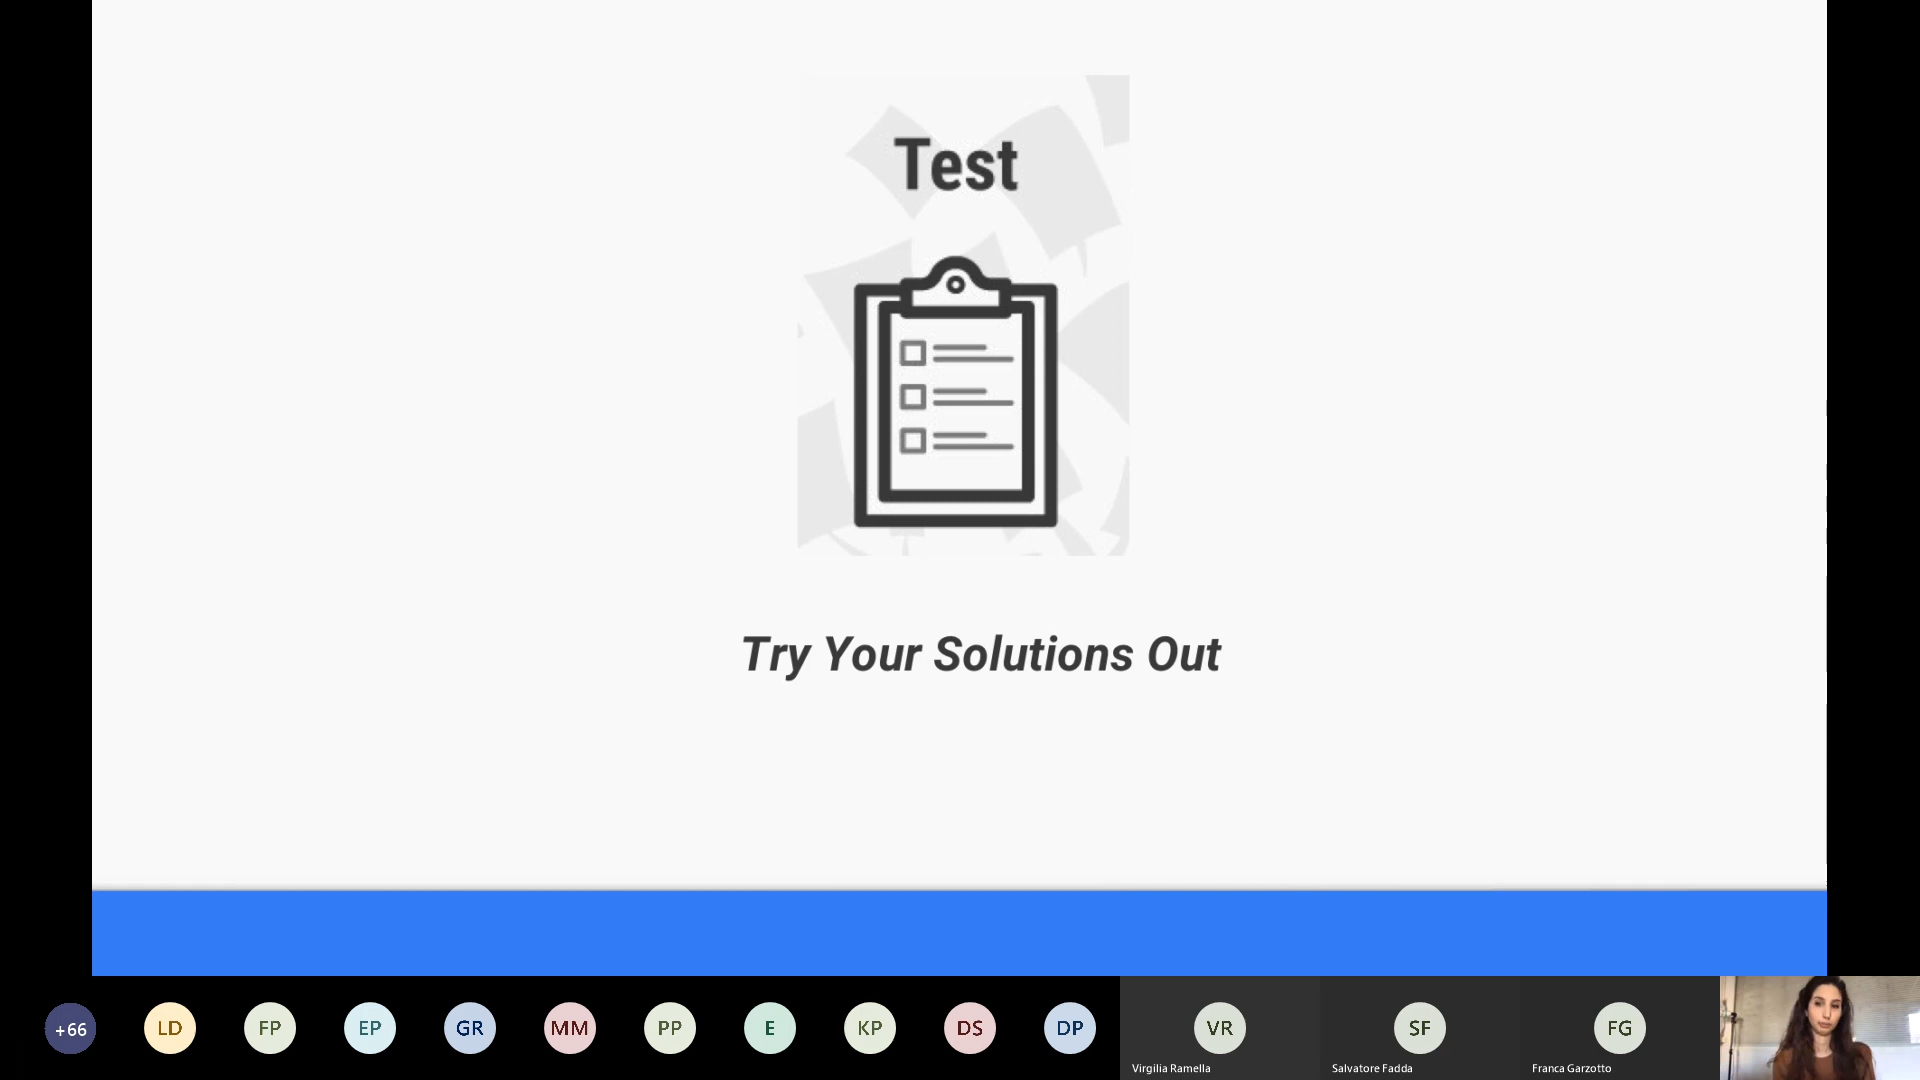 Test
Try Your Solutions Out
+66
LD
FP
EP
GR
MM
PP
E
KP
DS
DP
VR
SF
FG
Virgilia Ramella
Salvatore Fadda
Franca Garzotto